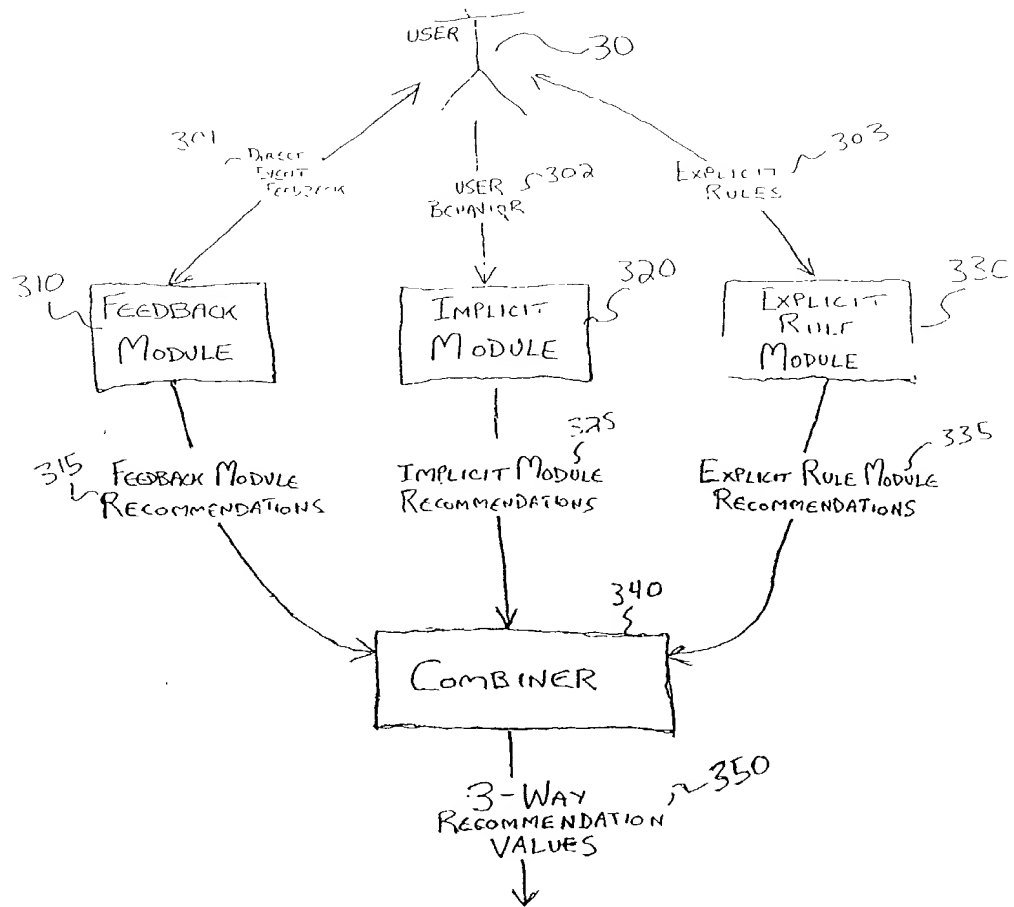 USER
30
301
DIRECT
EVENT
FEEDBACK
USER
BEHAVIOR
302
EXPLICIT
RULES
303
310
FEEDBACK
MODULE
IMPLICIT
MODULE
320
EXPLICIT
RULE
MODULE
330
315
FEEDBACK MODULE
RECOMMENDATIONS
IMPLICIT MODULE
RECOMMENDATIONS
325
EXPLICIT RULE MODULE
RECOMMENDATIONS
335
340
COMBINER
3-WAY
RECOMMENDATION
VALUES
350